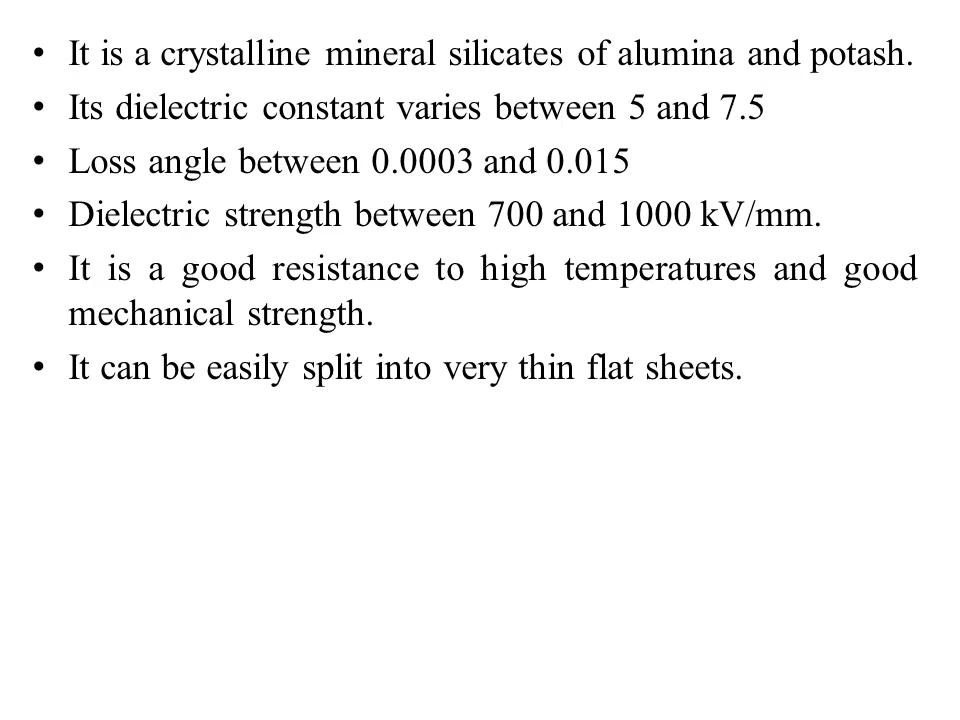 • It is a crystalline mineral silicates of alumina and potash.
• Its dielectric constant varies between 5 and 7.5
• Loss angle between 0.0003 and 0.015
• Dielectric strength between 700 and 1000 kV/mm.
• It is a good resistance to high temperatures and good
mechanical strength.
• It can be easily split into very thin flat sheets.